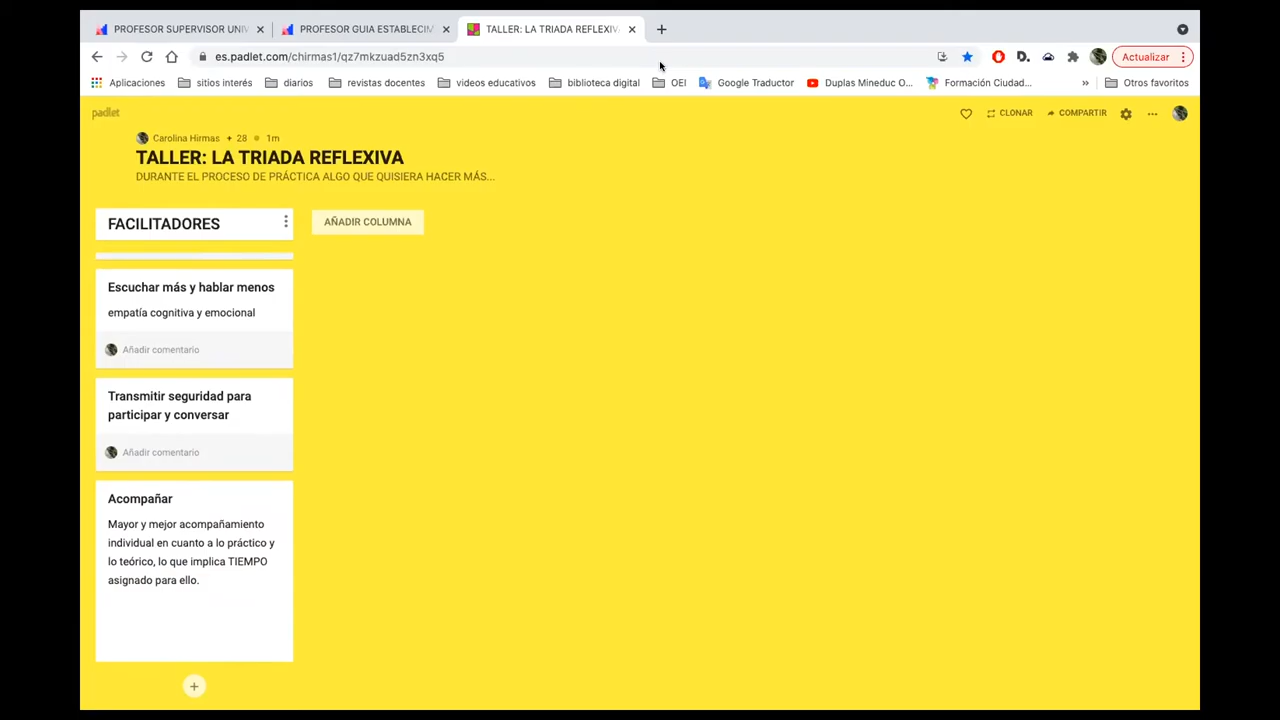 PROFESOR SUPERVISOR UNIV
PROFESOR GUIA ESTABLECIM
TALLER: LA TRIADA REFLEXIVA
es.padlet.com/chirmas1/qz7mkzuad5zn3xq5
Actualizar
Aplicaciones
sitios interés
diarios
revistas docentes
videos educativos
biblioteca digital
OEI
Google Traductor
Duplas Mineduc O...
Formación Ciudad...
»
Otros favoritos
padlet
CLONAR
COMPARTIR
Carolina Hirmas + 28 1m
TALLER: LA TRIADA REFLEXIVA
DURANTE EL PROCESO DE PRÁCTICA ALGO QUE QUISIERA HACER MÁS...
FACILITADORES
AÑADIR COLUMNA
Escuchar más y hablar menos
empatía cognitiva y emocional
Añadir comentario
Transmitir seguridad para
participar y conversar
Añadir comentario
Acompañar
Mayor y mejor acompañamiento
individual en cuanto a lo práctico y
lo teórico, lo que implica TIEMPO
asignado para ello.